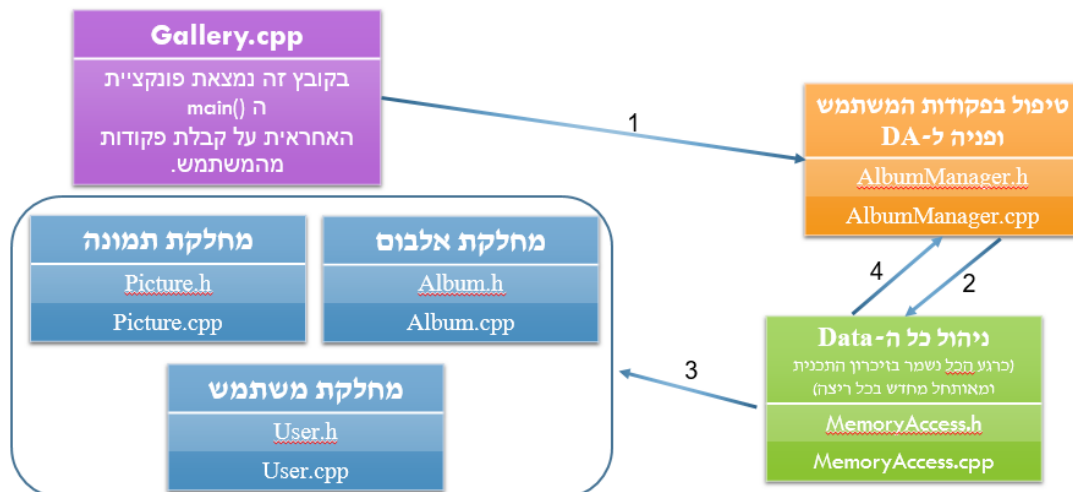 Gallery.cpp
בקובץ זה נמצאת פונקציית
ה main()
האחראית על קבלת פקודות
מהמשתמש.
1
טיפול בפקודות המשתמש
ופניה ל-DA
AlbumManager.h
AlbumManager.cpp
מחלקת תמונה
Picture.h
Picture.cpp
מחלקת אלבום
Album.h
Album.cpp
4
2
מחלקת משתמש
User.h
User.cpp
3
ניהול כל ה-Data
(כרגע הכל נשמר בזיכרון התכנית
ומאותחל מחדש בכל ריצה)
MemoryAccess.h
MemoryAccess.cpp